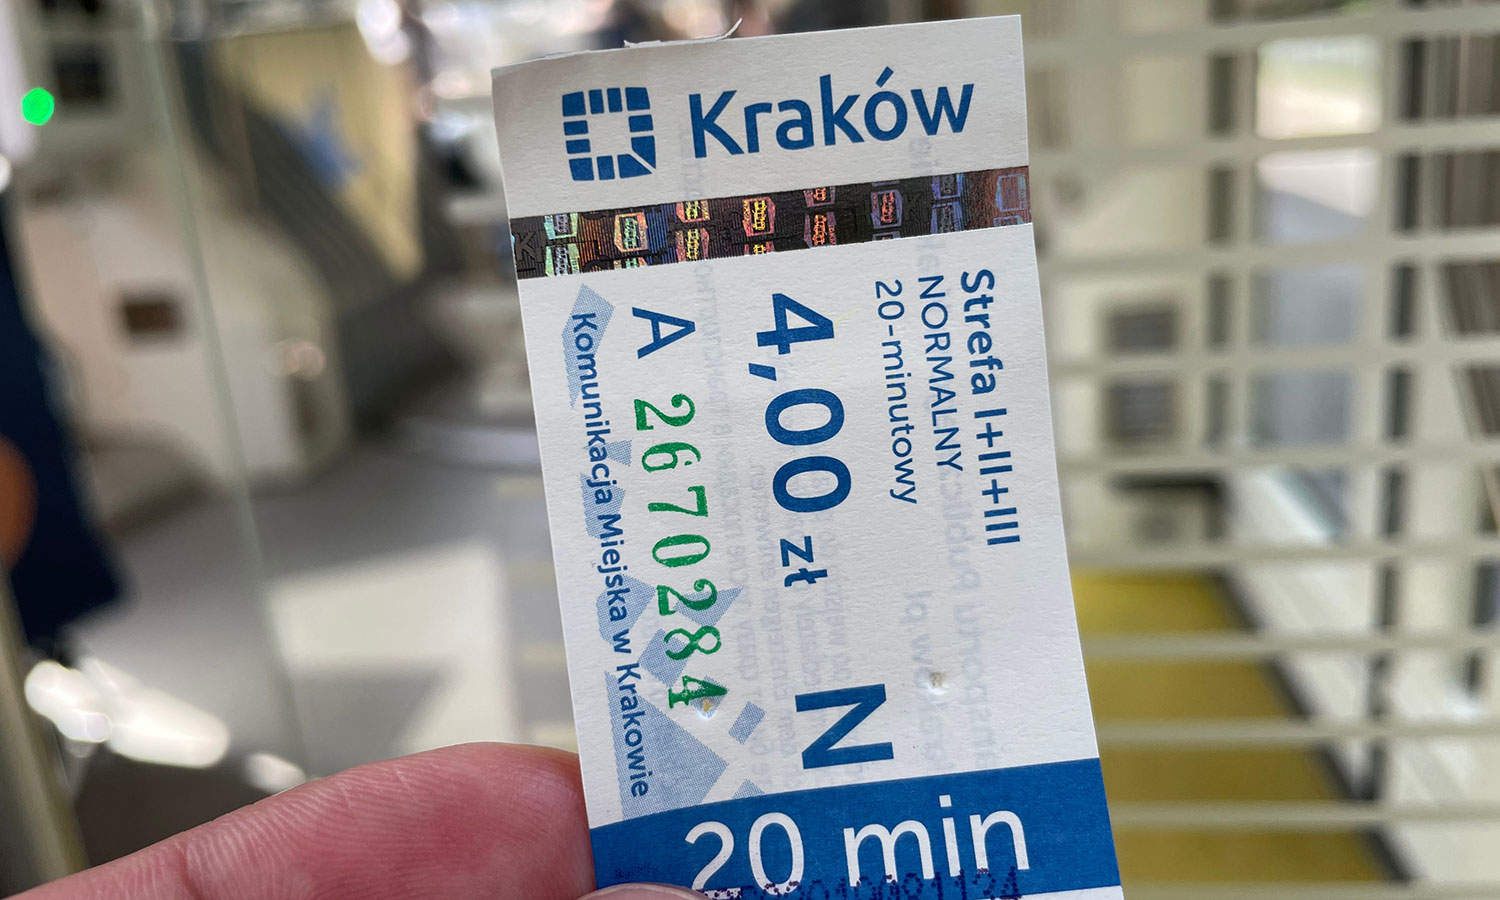 Kraków
Strefa I+II+III
NORMALNY
20-minutowy
4,00 zł N
A 2670284
Komunikacja Miejska w Krakowie
20 min